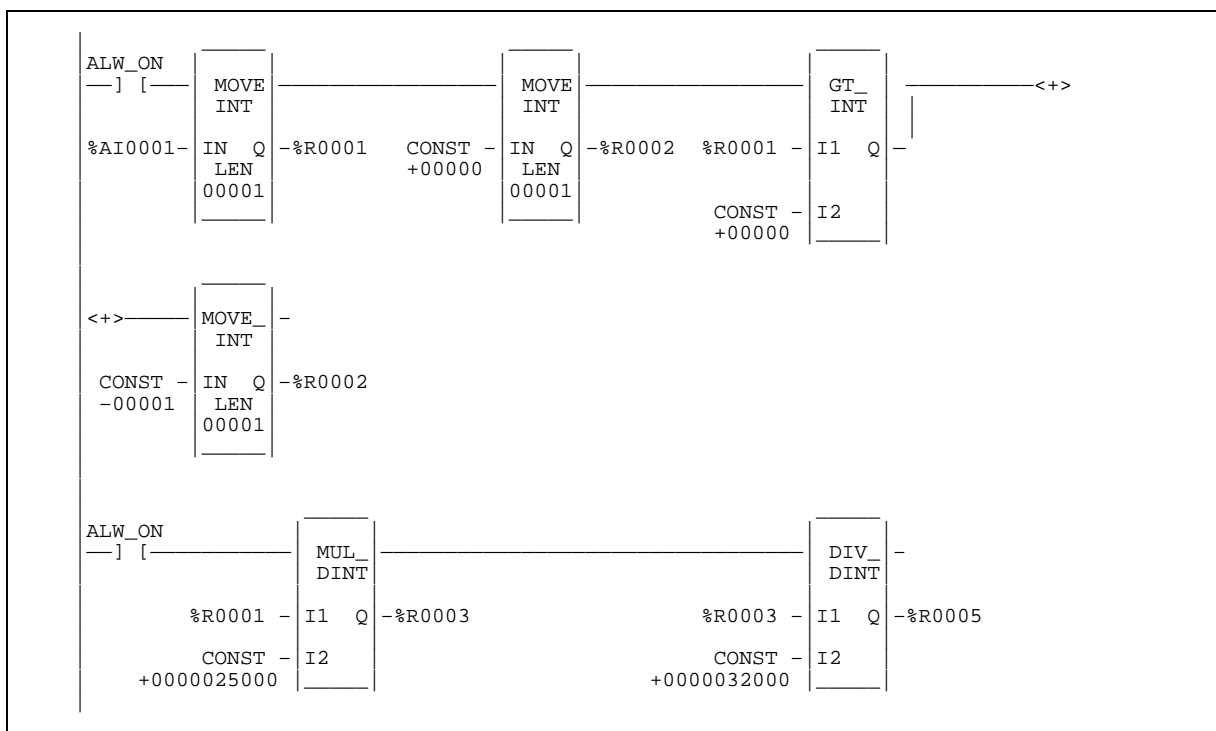 ALW_ON
] [ MOVE MOVE GT_ <+>
INT INT INT
%AI0001 IN Q %R0001 CONST IN Q %R0002 %R0001 I1 Q
LEN +00000 LEN
00001 00001
CONST I2
+00000
<+> MOVE_
INT
CONST IN Q %R0002
-00001 LEN
00001
ALW_ON
] [ MUL_ DIV_
DINT DINT
%R0001 I1 Q %R0003 %R0003 I1 Q %R0005
CONST I2 CONST I2
+0000025000 +0000032000